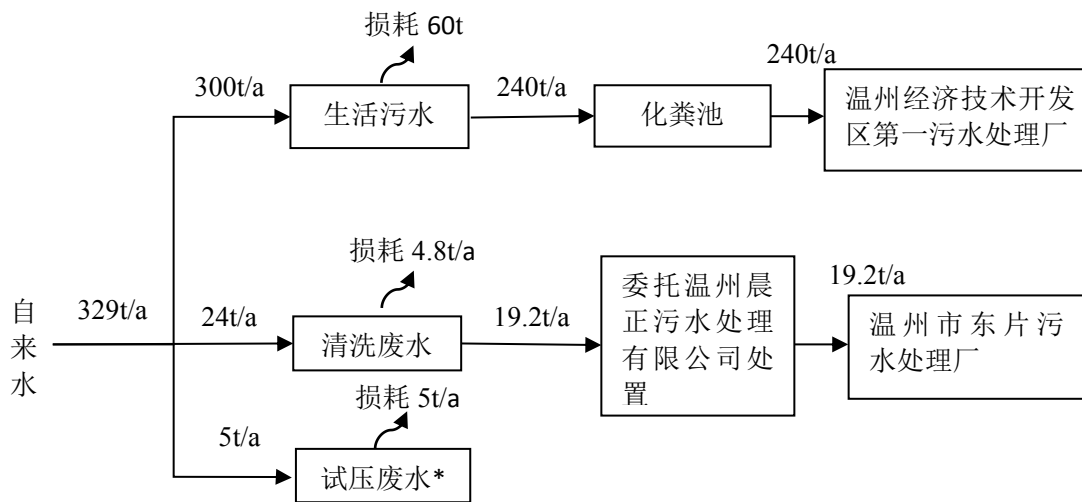 损耗 60t
300t/a
生活污水
240t/a
化粪池
240t/a
温州经济技术开发
区第一污水处理厂
自
来
水
329t/a
损耗 4.8t/a
24t/a
清洗废水
19.2t/a
委托温州晨
正污水处理
有限公司处
置
19.2t/a
温州市东片污
水处理厂
损耗 5t/a
5t/a
试压废水*